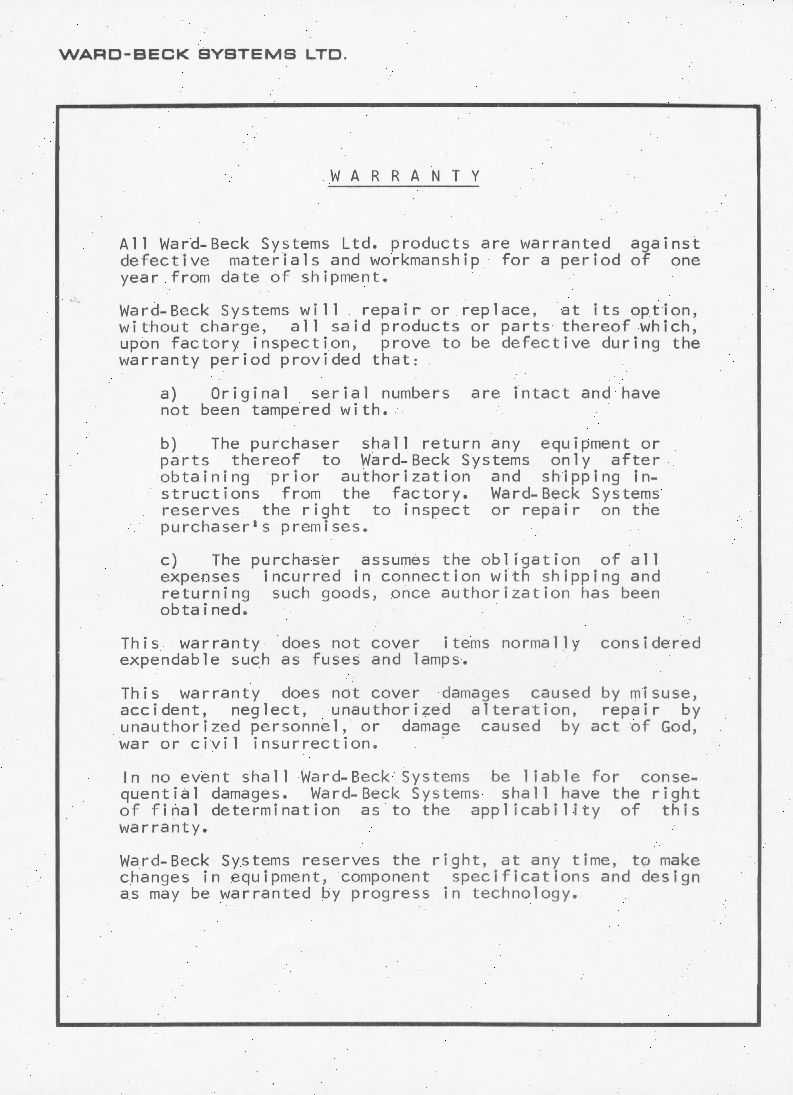 WARD-BECK SYSTEMS LTD.
WARRANTY
All Ward-Beck Systems Ltd. products are warranted against
defective materials and workmanship for a period of one
year from date of shipment.
Ward-Beck Systems will repair or replace, at its option,
without charge, all said products or parts thereof which,
upon factory inspection, prove to be defective during the
warranty period provided that:
a) Original serial numbers are intact and have
not been tampered with.
b) The purchaser shall return any equipment or
parts thereof to Ward-Beck Systems only after
obtaining prior authorization and shipping in-
structions from the factory. Ward-Beck Systems
reserves the right to inspect or repair on the
purchaser's premises.
c) The purchaser assumes the obligation of all
expenses incurred in connection with shipping and
returning such goods, once authorization has been
obtained.
This warranty does not cover items normally considered
expendable such as fuses and lamps.
This warranty does not cover damages caused by misuse,
accident, neglect, unauthorized alteration, repair by
unauthorized personnel, or damage caused by act of God,
war or civil insurrection.
In no event shall Ward-Beck Systems be liable for conse-
quential damages. Ward-Beck Systems shall have the right
of final determination as to the applicability of this
warranty.
Ward-Beck Systems reserves the right, at any time, to make
changes in equipment, component specifications and design
as may be warranted by progress in technology.